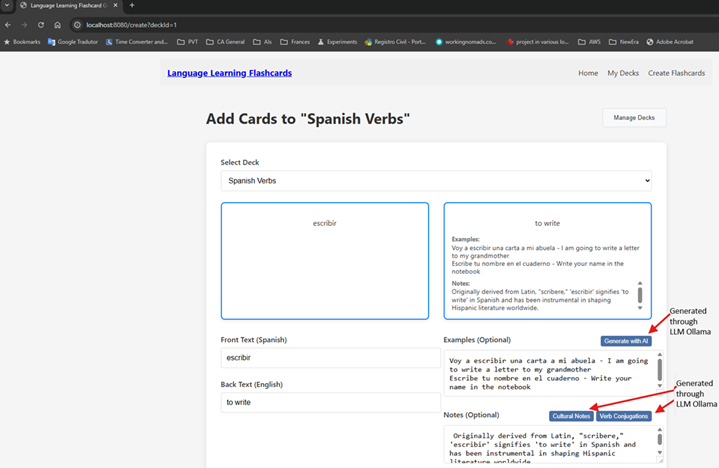 Language Learning Flashcard G
localhost:8080/create?deckId=1
Bookmarks Google Tradutor Time Converter and... PVT CA General AIs Frances Experiments Registro Civil - Port... workingnomads.co... project in various lo... AWS NewEra Adobe Acrobat
Language Learning Flashcards Home My Decks Create Flashcards
Add Cards to "Spanish Verbs" Manage Decks
Select Deck
Spanish Verbs
escribir
to write
Examples:
Voy a escribir una carta a mi abuela - I am going to write a letter
to my grandmother
Escribe tu nombre en el cuaderno - Write your name in the
notebook
Notes:
Originally derived from Latin, "scribere," 'escribir' signifies 'to
write' in Spanish and has been instrumental in shaping
Hispanic literature worldwide.
Generated
through
LLM Ollama
Front Text (Spanish)
escribir
Back Text (English)
to write
Examples (Optional) Generate with AI
Voy a escribir una carta a mi abuela - I am going
to write a letter to my grandmother
Escribe tu nombre en el cuaderno - Write your
name in the notebook
Generated
through
LLM Ollama
Notes (Optional) Cultural Notes Verb Conjugations
Originally derived from Latin, "scribere,"
'escribir' signifies 'to write' in Spanish and
has been instrumental in shaping Hispanic
literature worldwide